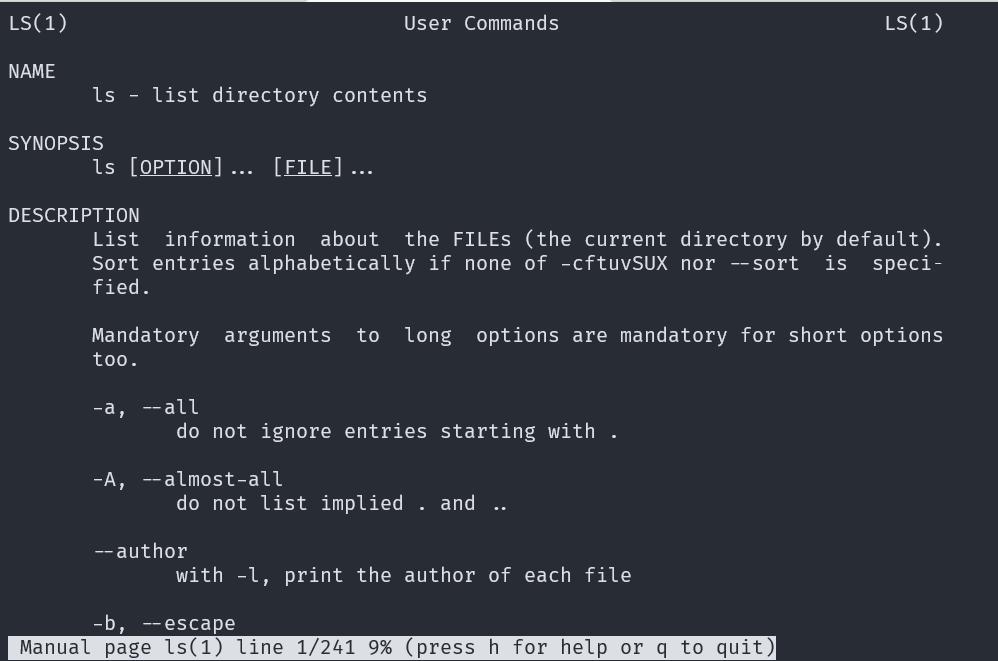 LS(1)                            User Commands                           LS(1)
NAME
       ls - list directory contents
SYNOPSIS
       ls [OPTION]... [FILE]...
DESCRIPTION
       List  information  about  the FILEs (the current directory by default).
       Sort entries alphabetically if none of -cftuvSUX nor --sort  is  speci-
       fied.
       Mandatory  arguments  to  long  options are mandatory for short options
       too.
       -a, --all
              do not ignore entries starting with .
       -A, --almost-all
              do not list implied . and ..
       --author
              with -l, print the author of each file
       -b, --escape
 Manual page ls(1) line 1/241 9% (press h for help or q to quit)